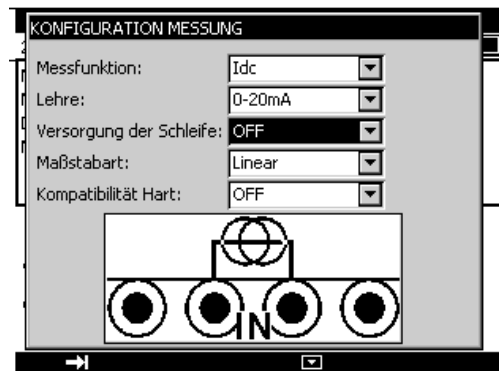 KONFIGURATION MESSUNG
Messfunktion: Idc
Lehre: 0-20mA
Versorgung der Schleife: OFF
Maßstabart: Linear
Kompatibilität Hart: OFF
IN